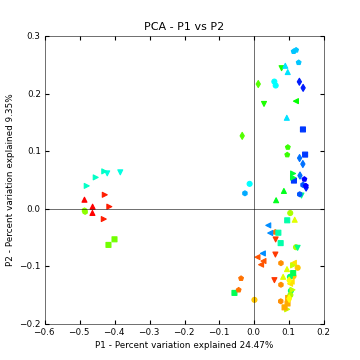 PCA - P1 vs P2
0.3
0.2
0.1
0.0
−0.1
−0.2
P2 - Percent variation explained 9.35%
−0.6 −0.5 −0.4 −0.3 −0.2 −0.1 0.0 0.1 0.2
P1 - Percent variation explained 24.47%